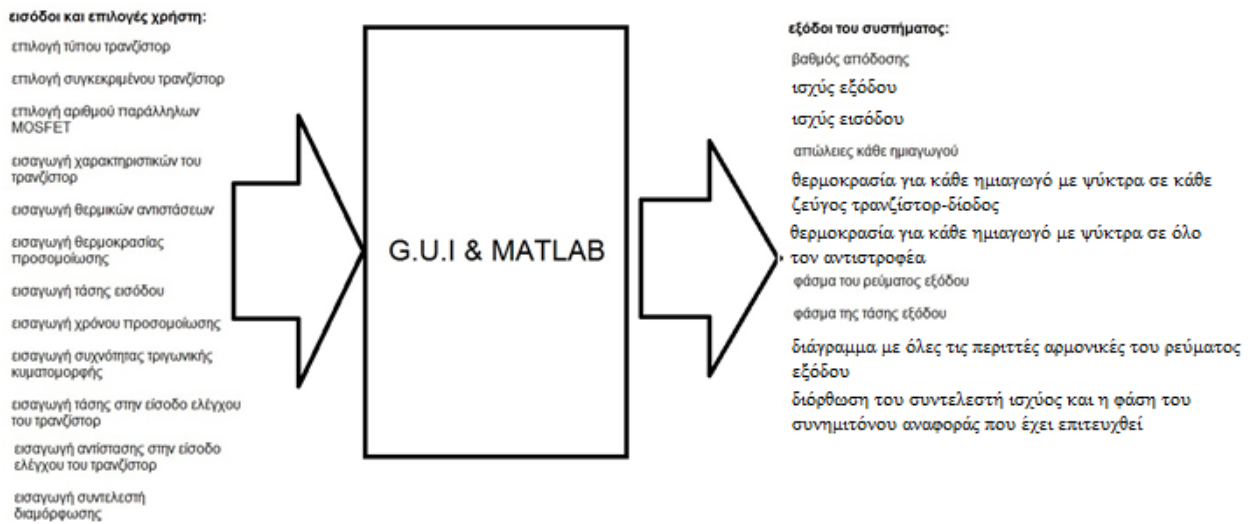 εισόδοι και επιλογές χρήστη:
επιλογή τύπου τρανζίστορ
επιλογή συγκεκριμένου τρανζίστορ
επιλογή αριθμού παράλληλων
MOSFET
εισαγωγή χαρακτηριστικών του
τρανζίστορ
εισαγωγή θερμικών αντιστάσεων
εισαγωγή θερμοκρασίας
προσομοίωσης
εισαγωγή τάσης εισόδου
εισαγωγή χρόνου προσομοίωσης
εισαγωγή συχνότητας τριγωνικής
κυματομορφής
εισαγωγή τάσης στην είσοδο ελέγχου
του τρανζίστορ
εισαγωγή αντίστασης στην είσοδο
ελέγχου του τρανζίστορ
εισαγωγή συντελεστή
διαμόρφωσης
G.U.I & MATLAB
εξόδοι του συστήματος:
βαθμός απόδοσης
ισχύς εξόδου
ισχύς εισόδου
απώλειες κάθε ημιαγωγού
θερμοκρασία για κάθε ημιαγωγό με ψύκτρα σε κάθε
ζεύγος τρανζίστορ-δίοδος
θερμοκρασία για κάθε ημιαγωγό με ψύκτρα σε όλο
τον αντιστροφέα
φάσμα του ρεύματος εξόδου
φάσμα της τάσης εξόδου
διάγραμμα με όλες τις περιττές αρμονικές του ρεύματος
εξόδου
διόρθωση του συντελεστή ισχύος και η φάση του
συνημιτόνου αναφοράς που έχει επιτευχθεί